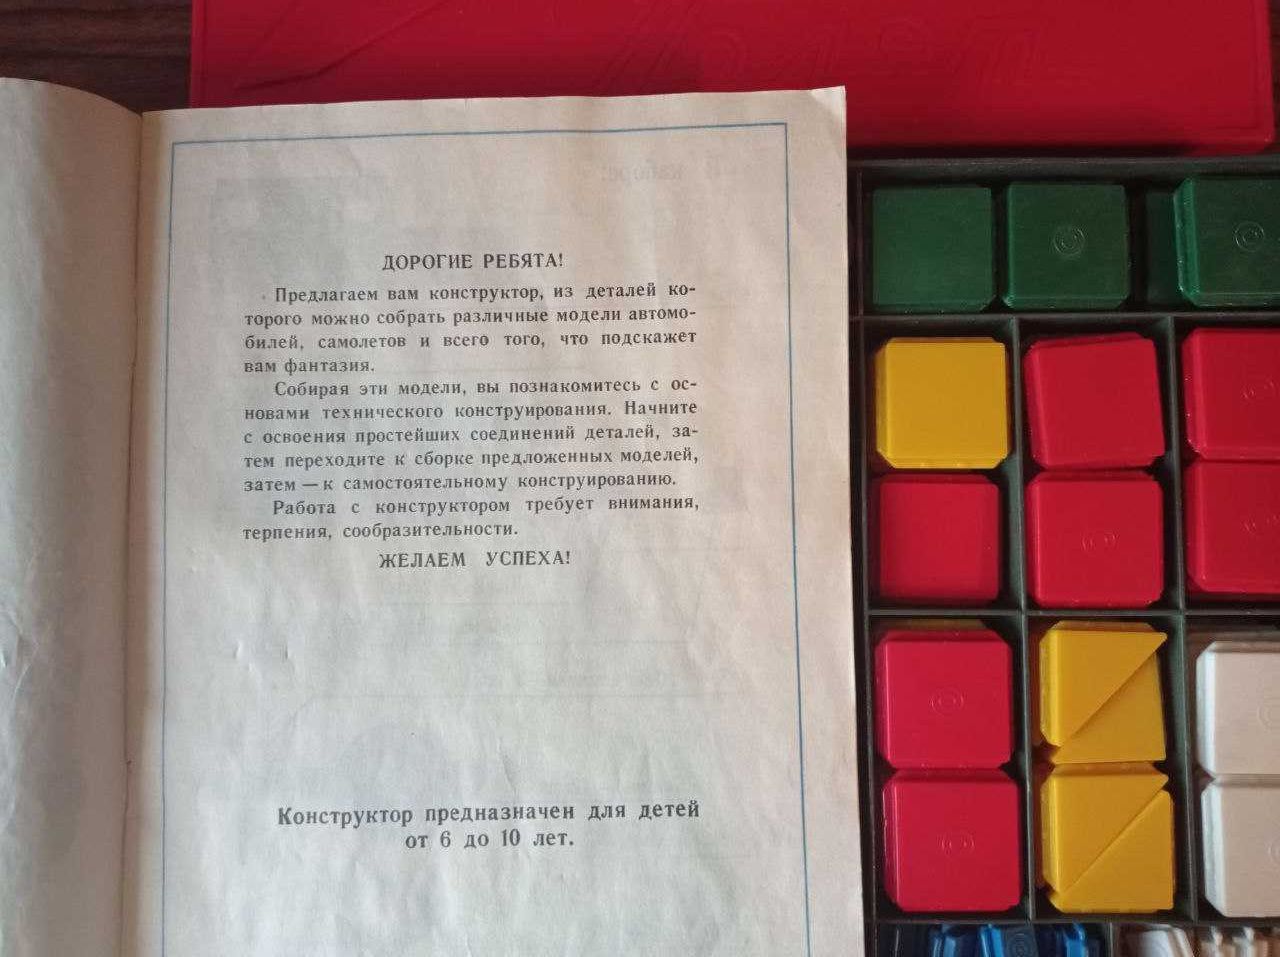 ДОРОГИЕ РЕБЯТА!
Предлагаем вам конструктор, из деталей ко-
торого можно собрать различные модели автомо-
билей, самолетов и всего того, что подскажет
вам фантазия.
Собирая эти модели, вы познакомитесь с ос-
новами технического конструирования. Начните
с освоения простейших соединений деталей, за-
тем переходите к сборке предложенных моделей,
затем — к самостоятельному конструированию.
Работа с конструктором требует внимания,
терпения, сообразительности.
ЖЕЛАЕМ УСПЕХА!
Конструктор предназначен для детей
от 6 до 10 лет.